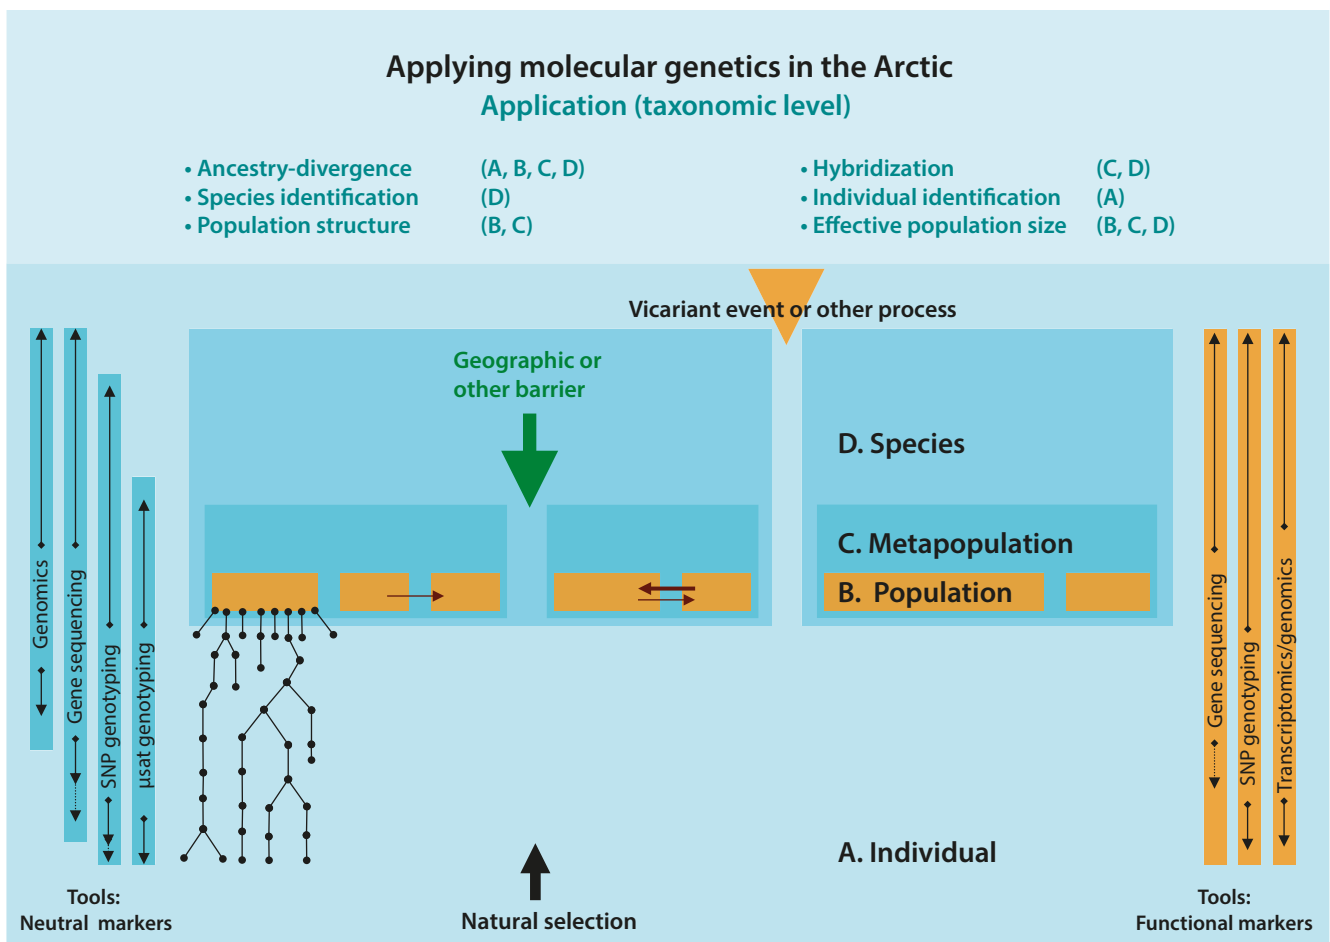 Applying molecular genetics in the Arctic
Application (taxonomic level)
• Ancestry-divergence (A, B, C, D)
• Species identification (D)
• Population structure (B, C)
• Hybridization (C, D)
• Individual identification (A)
• Effective population size (B, C, D)
Vicariant event or other process
Geographic or
other barrier
D. Species
C. Metapopulation
B. Population
A. Individual
Natural selection
Genomics
Gene sequencing
SNP genotyping
µsat genotyping
Tools:
Neutral markers
Gene sequencing
SNP genotyping
Transcriptomics/genomics
Tools:
Functional markers